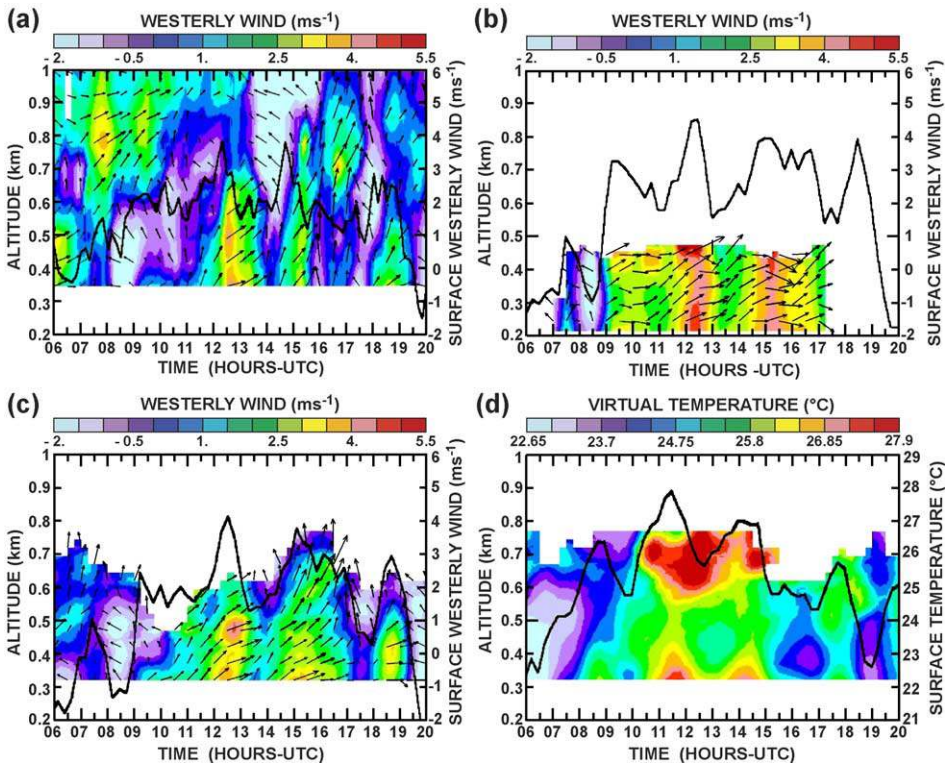 (a) WESTERLY WIND (ms-1)
-2. -0.5 1. 2.5 4. 5.5
1 0.9 0.8 0.7 0.6 0.5 0.4 0.3 0.2
ALTITUDE (km)
6 5 4 3 2 1 0 -1 -2
SURFACE WESTERLY WIND (ms-1)
06 07 08 09 10 11 12 13 14 15 16 17 18 19 20
TIME (HOURS-UTC)
(b) WESTERLY WIND (ms-1)
-2. -0.5 1. 2.5 4. 5.5
1 0.9 0.8 0.7 0.6 0.5 0.4 0.3 0.2
ALTITUDE (km)
6 5 4 3 2 1 0 -1 -2
SURFACE WESTERLY WIND (ms-1)
06 07 08 09 10 11 12 13 14 15 16 17 18 19 20
TIME (HOURS -UTC)
(c) WESTERLY WIND (ms-1)
-2. -0.5 1. 2.5 4. 5.5
1 0.9 0.8 0.7 0.6 0.5 0.4 0.3 0.2
ALTITUDE (km)
6 5 4 3 2 1 0 -1 -2
SURFACE WESTERLY WIND (ms-1)
06 07 08 09 10 11 12 13 14 15 16 17 18 19 20
TIME (HOURS-UTC)
(d) VIRTUAL TEMPERATURE (°C)
22.65 23.7 24.75 25.8 26.85 27.9
1 0.9 0.8 0.7 0.6 0.5 0.4 0.3 0.2
ALTITUDE (km)
29 28 27 26 25 24 23 22 21
SURFACE TEMPERATURE (°C)
06 07 08 09 10 11 12 13 14 15 16 17 18 19 20
TIME (HOURS-UTC)